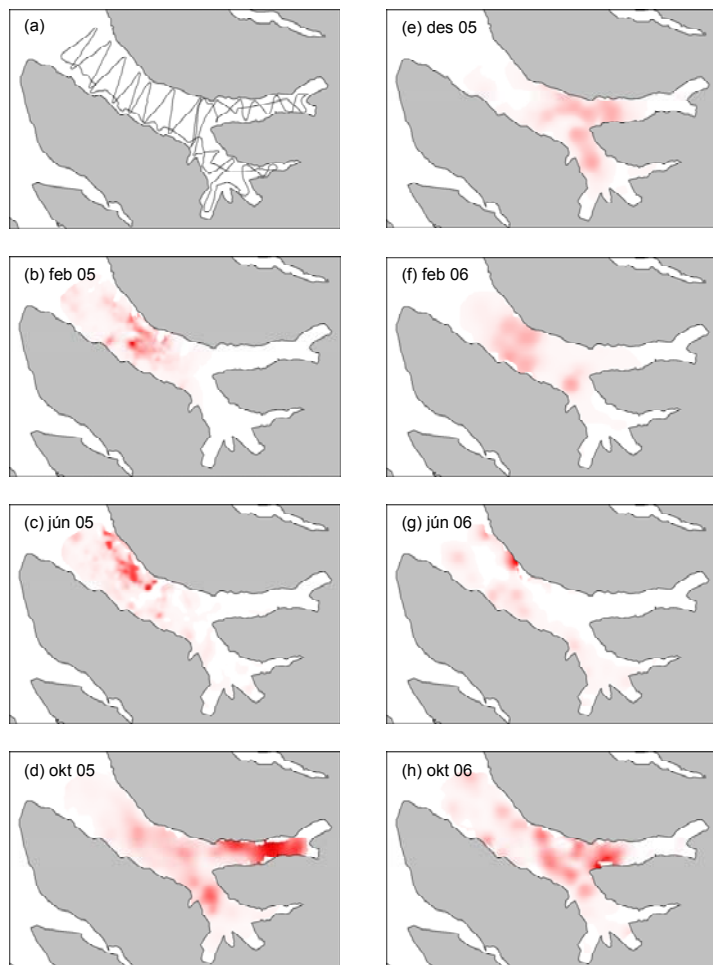 (a)
(e) des 05
(b) feb 05
(f) feb 06
(c) jún 05
(g) jún 06
(d) okt 05
(h) okt 06